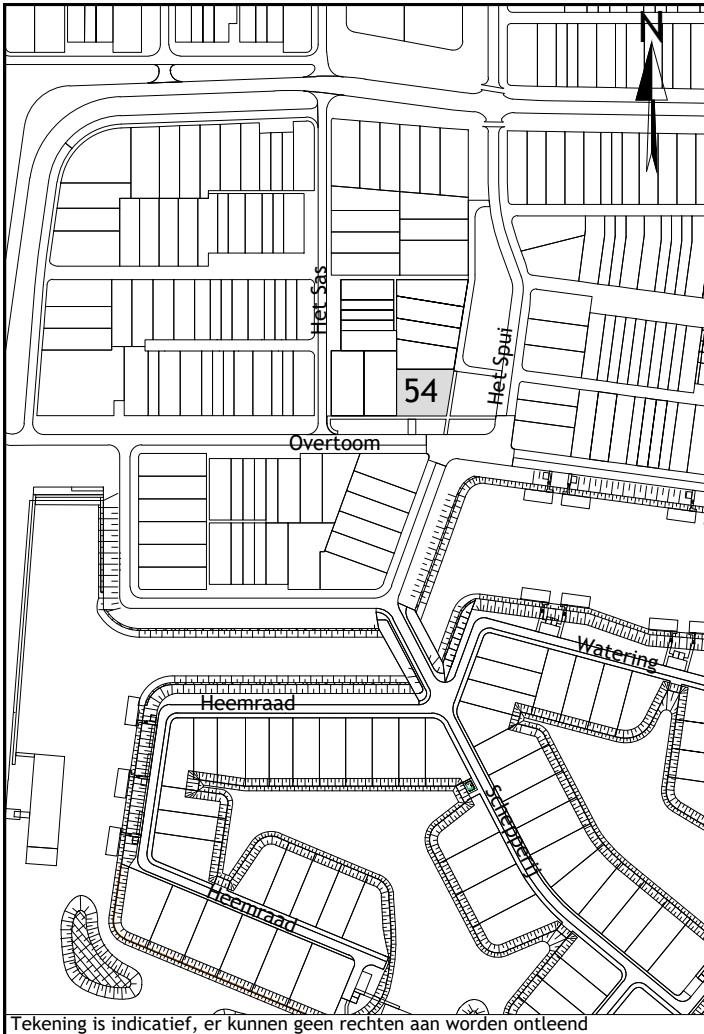 N
Het Sas
Het Spui
54
Overtoom
Watering
Heemraad
Schepperij
Heemraad
Tekening is indicatief, er kunnen geen rechten aan worden ontleend